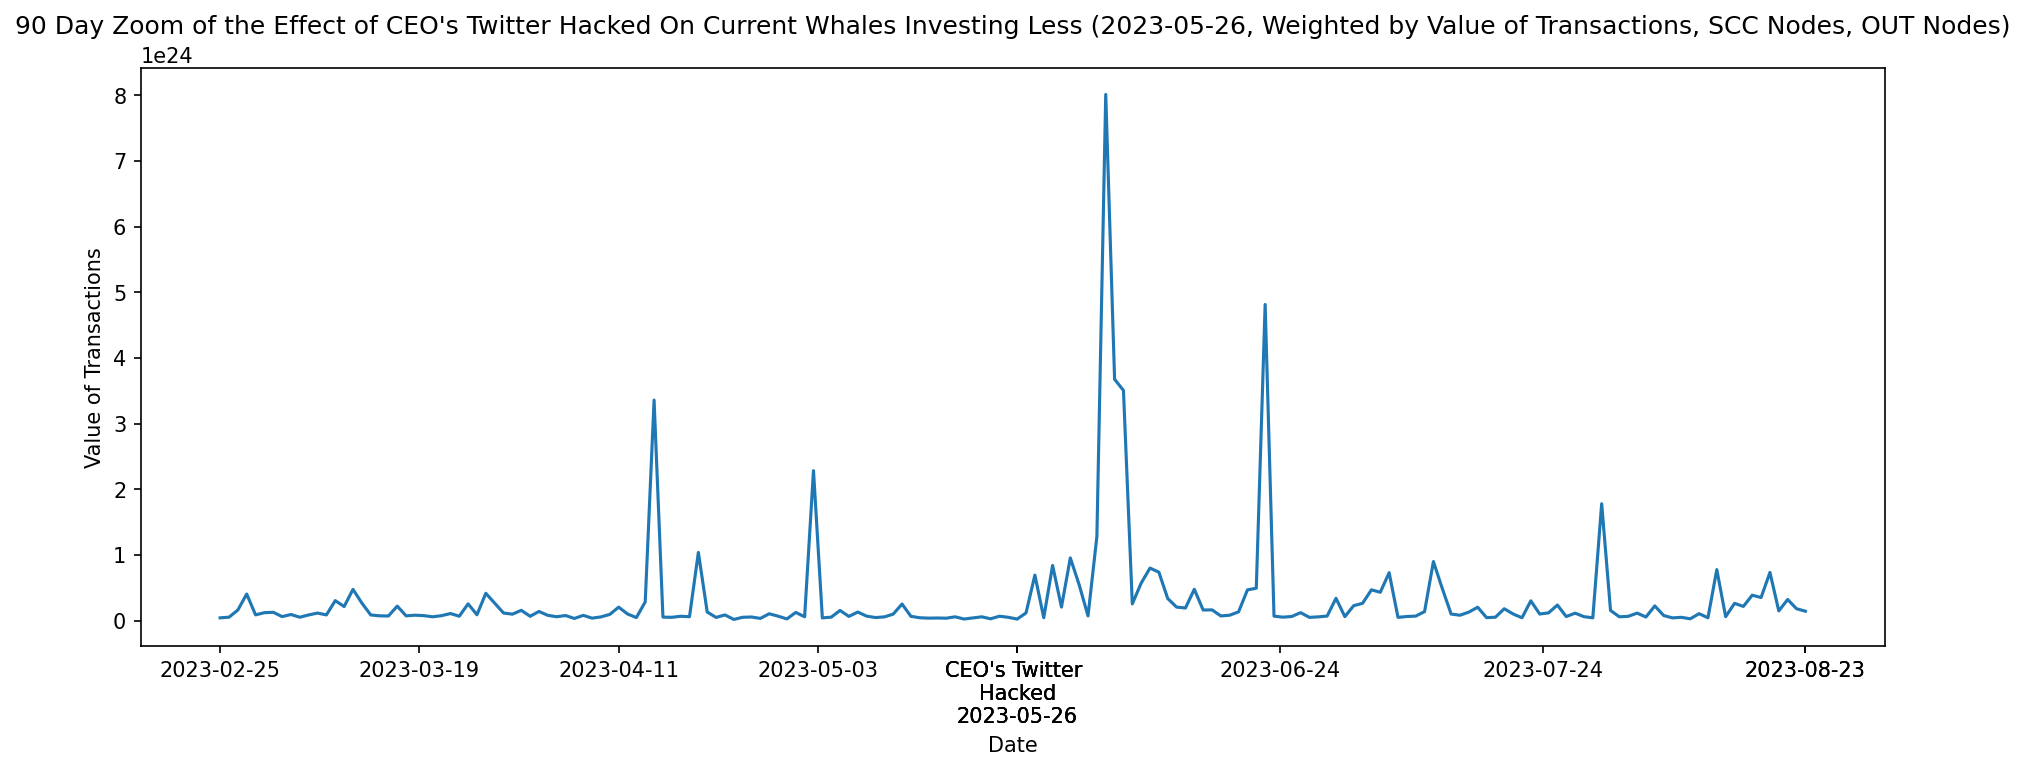 90 Day Zoom of the Effect of CEO's Twitter Hacked On Current Whales Investing Less (2023-05-26, Weighted by Value of Transactions, SCC Nodes, OUT Nodes)
1e24
8
7
6
5
4
3
2
1
0
Value of Transactions
2023-02-25
2023-03-19
2023-04-11
2023-05-03
CEO's Twitter
Hacked
2023-05-26
2023-06-24
2023-07-24
2023-08-23
Date